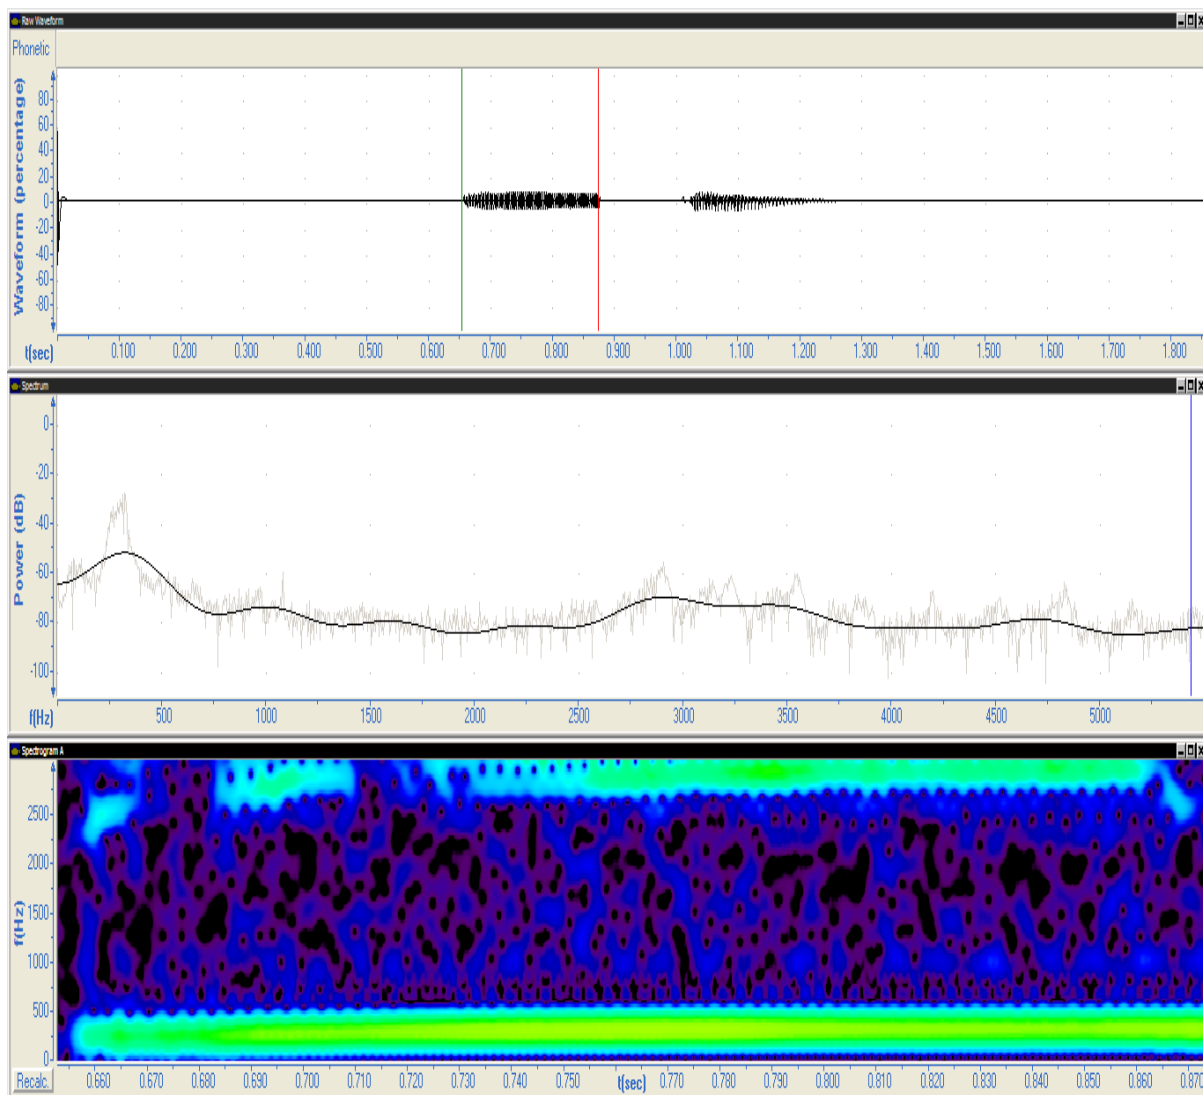 Raw Waveform
Phonetic
Waveform (percentage)
80
60
40
20
0
-20
-40
-60
-80
t(sec) 0.100 0.200 0.300 0.400 0.500 0.600 0.700 0.800 0.900 1.000 1.100 1.200 1.300 1.400 1.500 1.600 1.700 1.800
Spectrum
Power (dB)
0
-20
-40
-60
-80
-100
f(Hz) 500 1000 1500 2000 2500 3000 3500 4000 4500 5000
Spectrogram A
f(Hz)
2500
2000
1500
1000
500
0
Recalc. 0.660 0.670 0.680 0.690 0.700 0.710 0.720 0.730 0.740 0.750 t(sec) 0.770 0.780 0.790 0.800 0.810 0.820 0.830 0.840 0.850 0.860 0.870